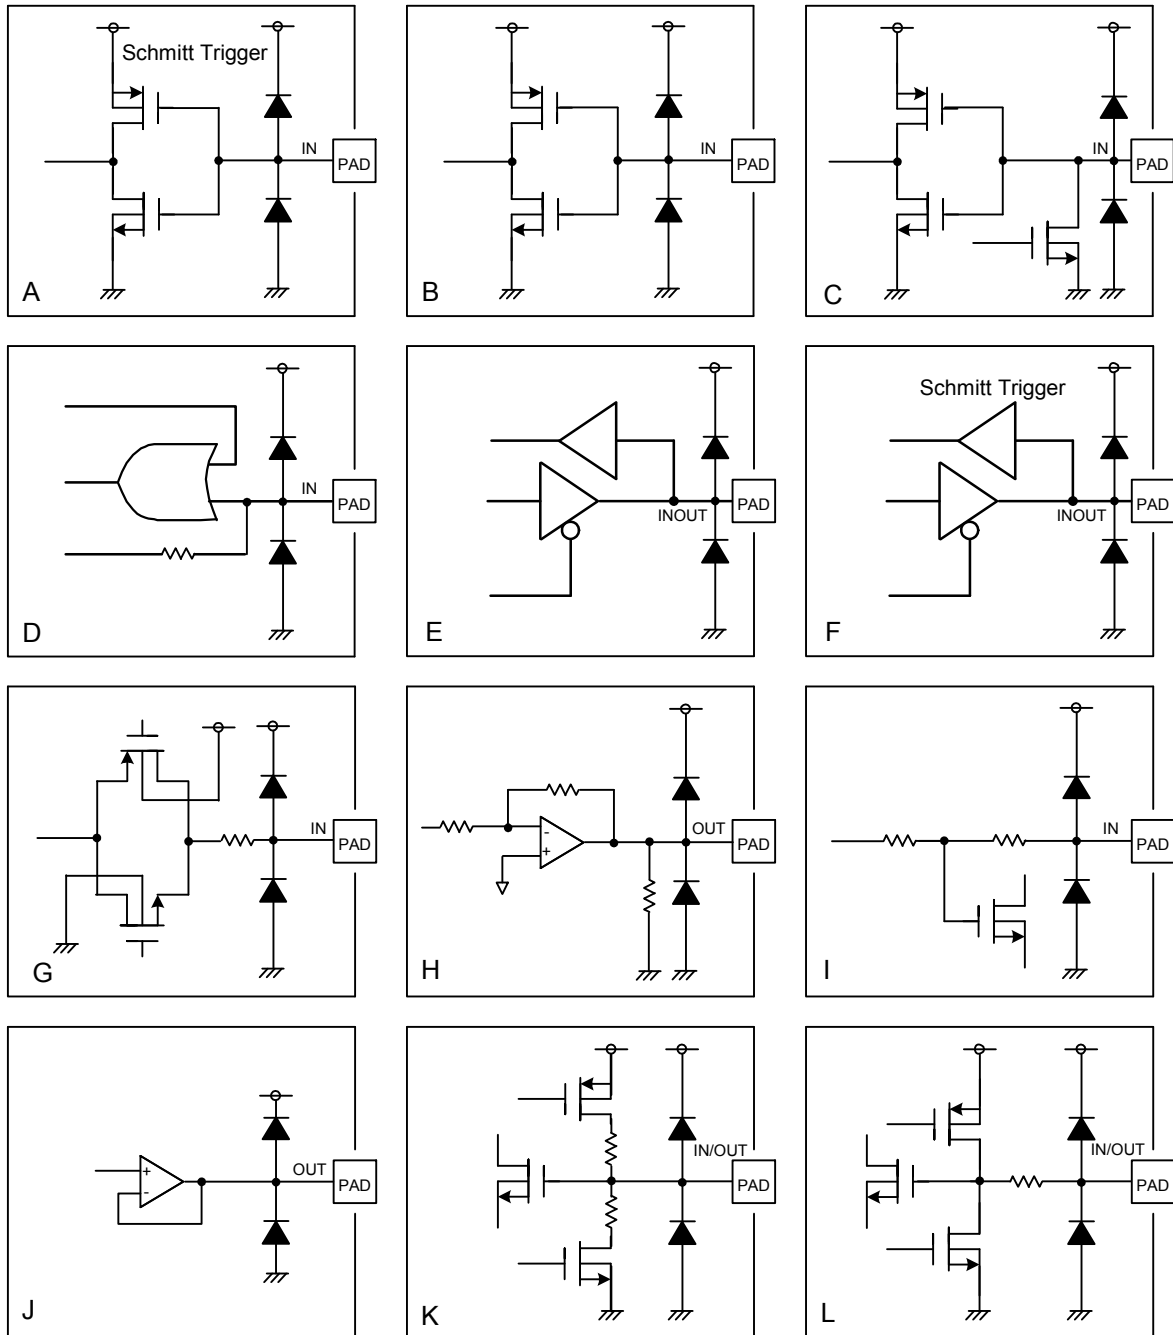 Schmitt Trigger
IN
PAD
A
IN
PAD
B
IN
PAD
C
IN
PAD
D
INOUT
PAD
E
Schmitt Trigger
INOUT
PAD
F
IN
PAD
G
-
+
OUT
PAD
H
IN
PAD
I
+
-
OUT
PAD
J
IN/OUT
PAD
K
IN/OUT
PAD
L